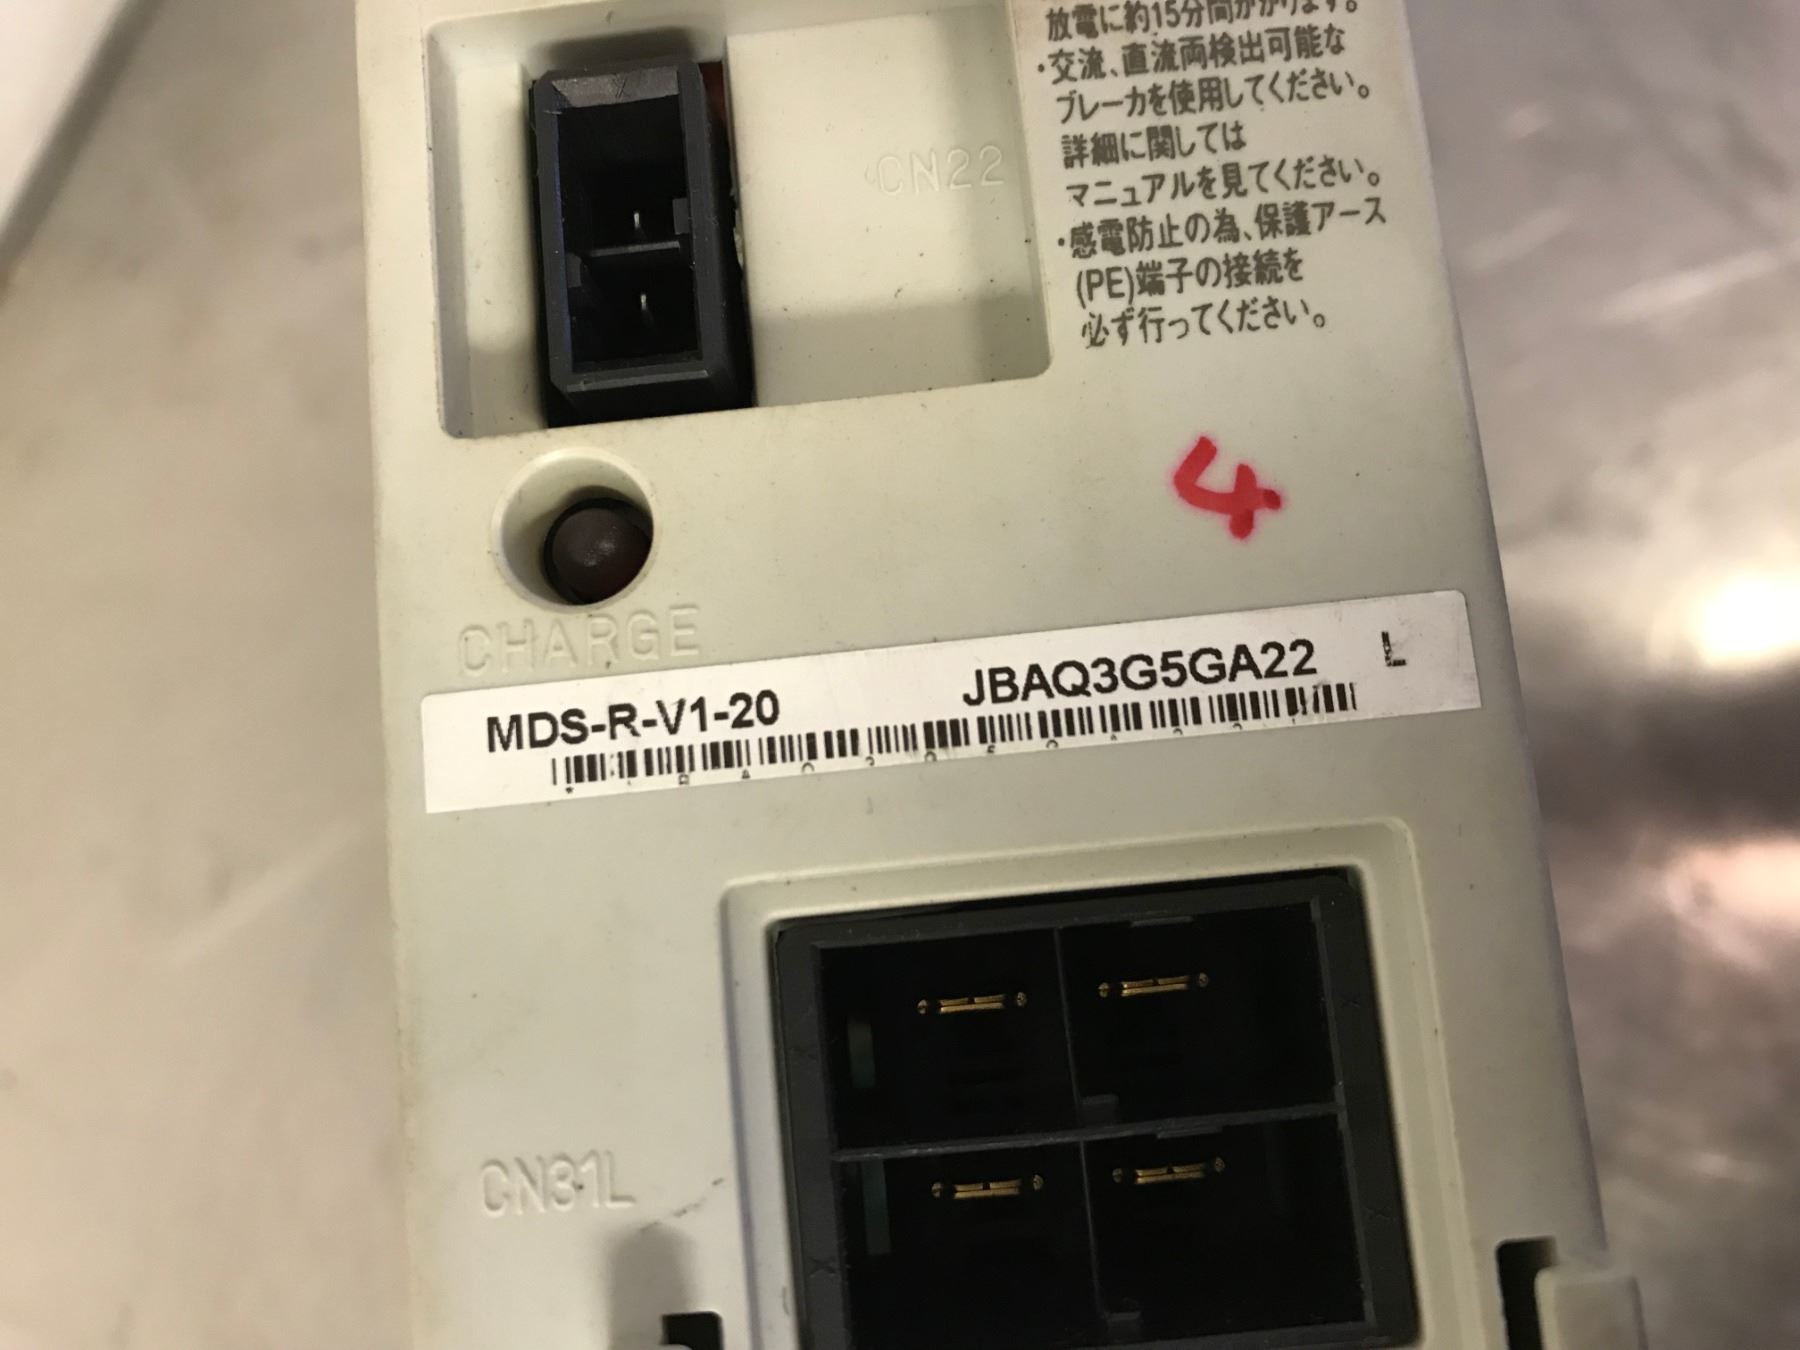 放電に約15分間かかります。
・交流、直流両検出可能な
ブレーカを使用してください。
詳細に関しては
マニュアルを見てください。
・感電防止の為、保護アース
(PE)端子の接続を
必ず行ってください。
CN22
4
CHARGE
MDS-R-V1-20 JBAQ3G5GA22 L
CN31L